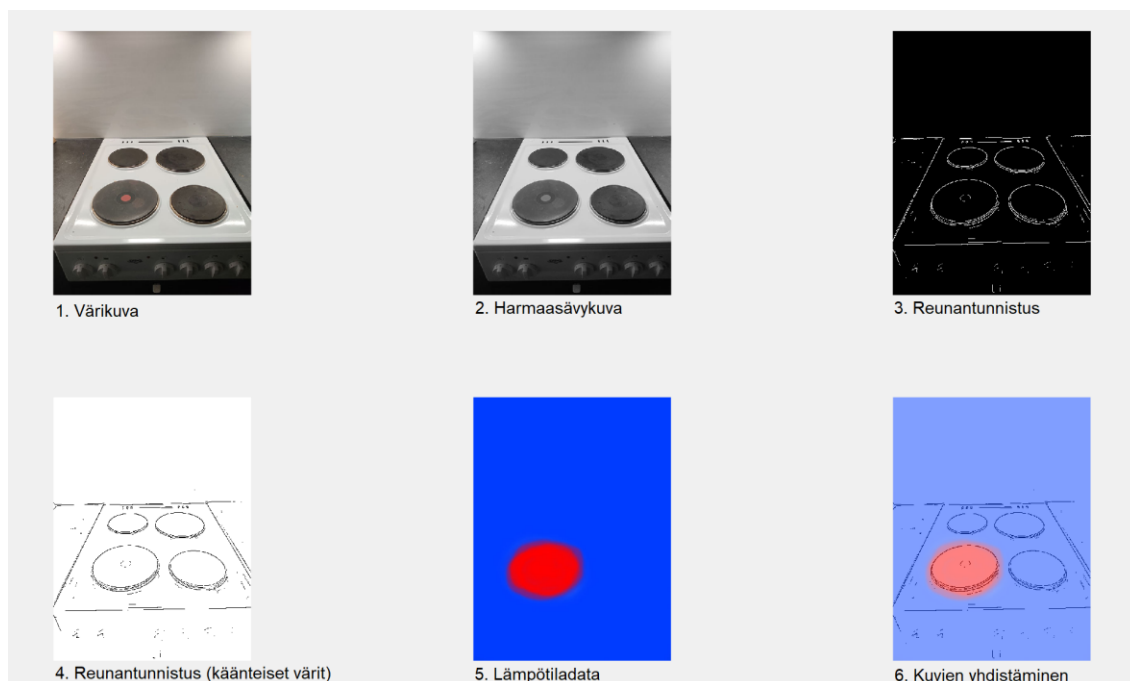 1. Värikuva
2. Harmaasävykuva
3. Reunantunnistus
4. Reunantunnistus (käänteiset värit)
5. Lämpötiladata
6. Kuvien yhdistäminen